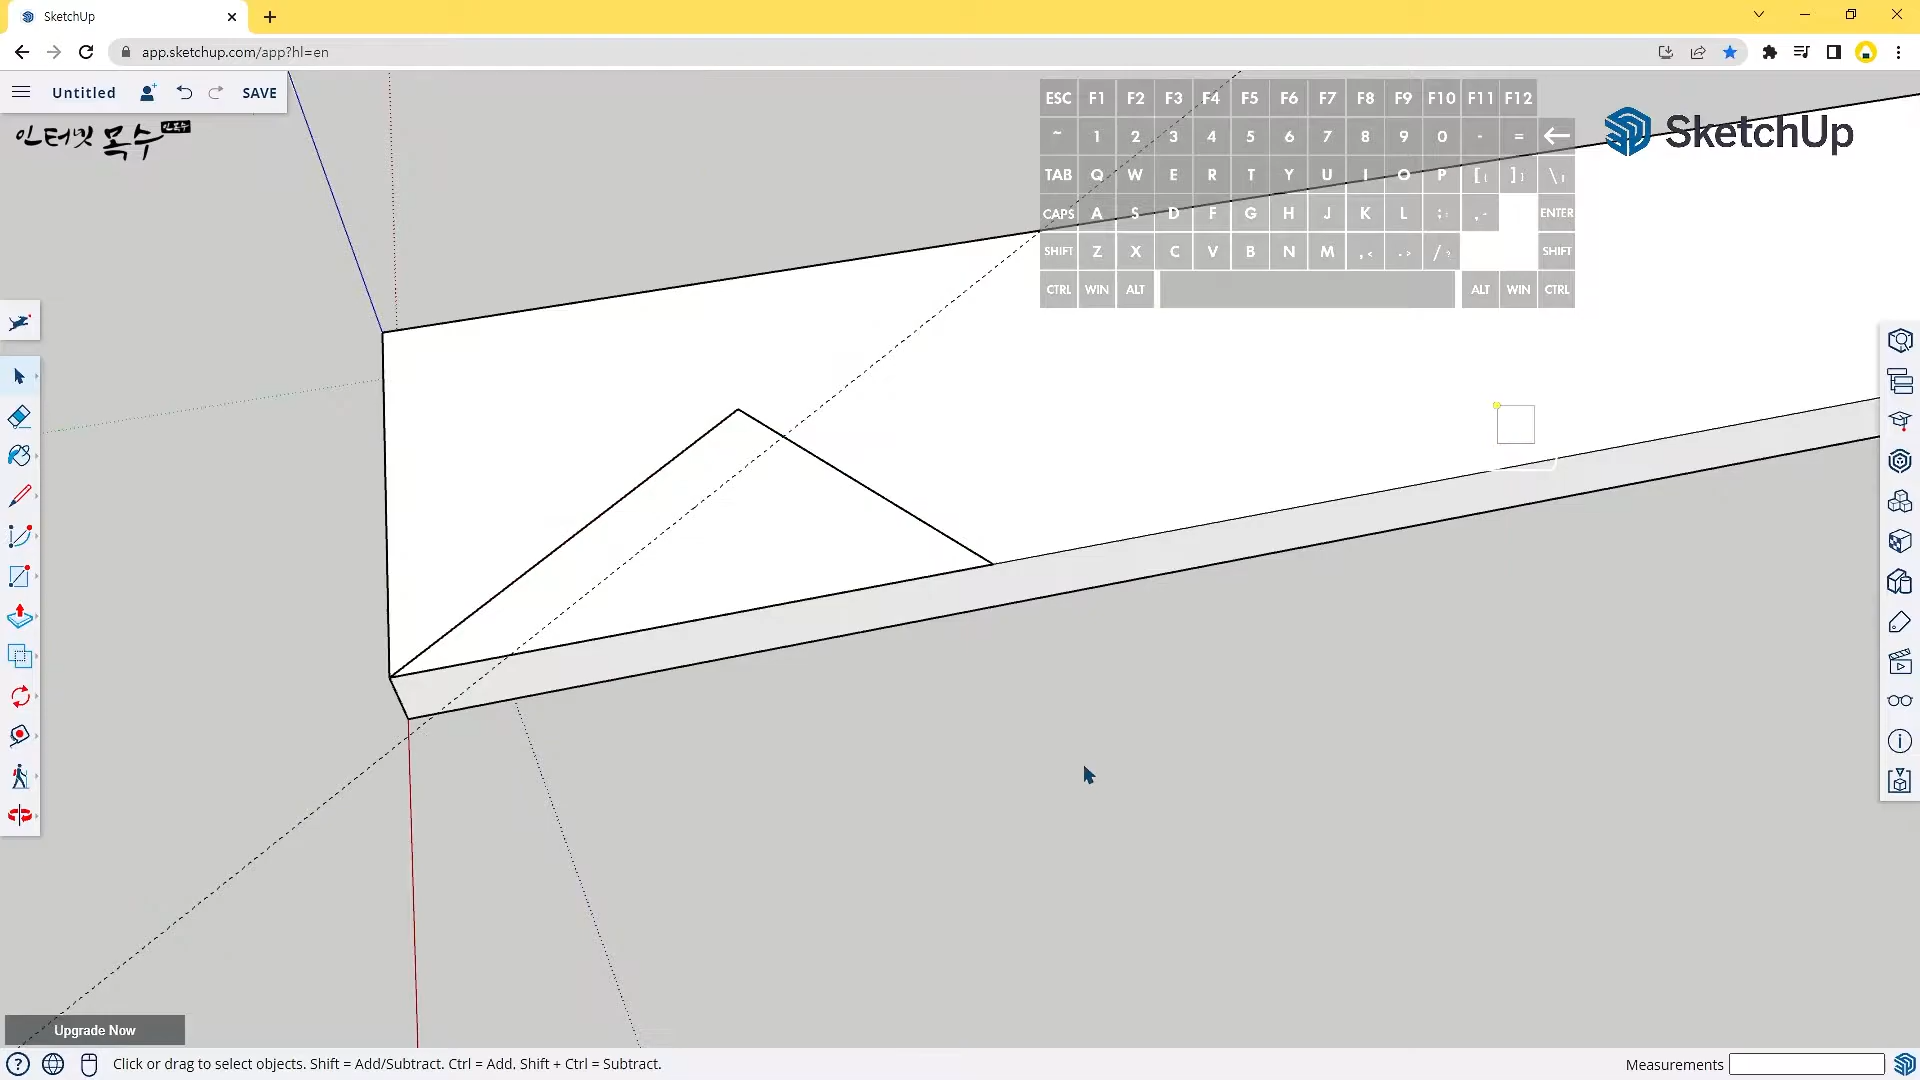 SketchUp
app.sketchup.com/app?hl=en
Untitled
SAVE
인터넷 목수
ESC F1 F2 F3 F4 F5 F6 F7 F8 F9 F10 F11 F12
~ 1 2 3 4 5 6 7 8 9 0 - =
TAB Q W E R T Y U I O P [{ ]} \|
CAPS A S D F G H J K L ;: ENTER
SHIFT Z X C V B N M ,< .> /? SHIFT
CTRL WIN ALT ALT WIN CTRL
SketchUp
Upgrade Now
Click or drag to select objects. Shift = Add/Subtract. Ctrl = Add. Shift + Ctrl = Subtract.
Measurements